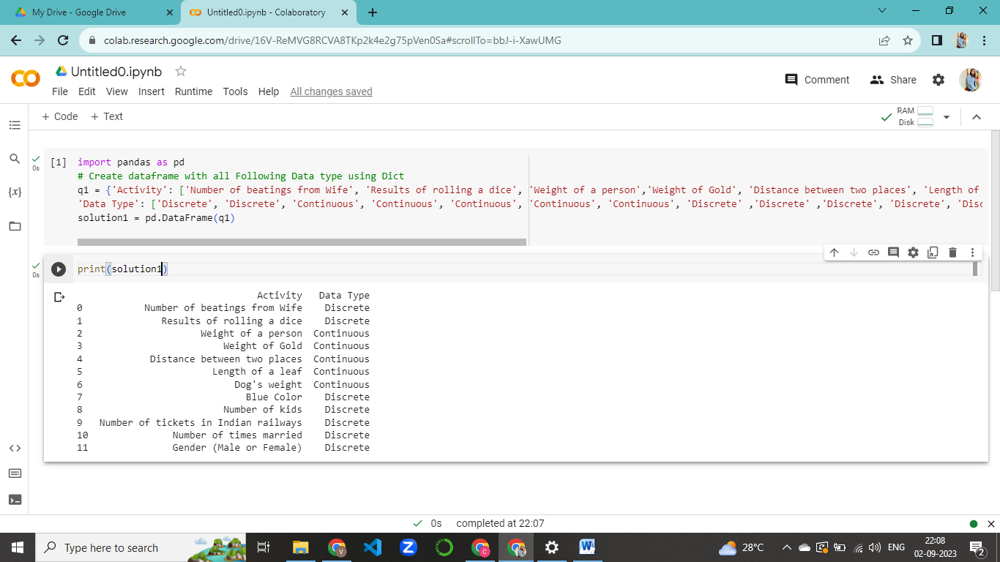 My Drive - Google Drive
Untitled0.ipynb - Colaboratory
colab.research.google.com/drive/16V-ReMVG8RCVA8TKp2k4e2g75pVen0Sa#scrollTo=bbJ-i-XawUMG
Untitled0.ipynb
File Edit View Insert Runtime Tools Help All changes saved
Comment
Share
+ Code + Text
RAM
Disk
[1] import pandas as pd
0s
# Create dataframe with all Following Data type using Dict
q1 = {'Activity': ['Number of beatings from Wife', 'Results of rolling a dice', 'Weight of a person','Weight of Gold', 'Distance between two places', 'Length of
'Data Type': ['Discrete', 'Discrete', 'Continuous', 'Continuous', 'Continuous', 'Continuous', 'Continuous', 'Discrete' ,'Discrete' ,'Discrete', 'Discrete', 'Disc
solution1 = pd.DataFrame(q1)
{x}
print(solution1)
0s
Activity Data Type
0 Number of beatings from Wife Discrete
1 Results of rolling a dice Discrete
2 Weight of a person Continuous
3 Weight of Gold Continuous
4 Distance between two places Continuous
5 Length of a leaf Continuous
6 Dog's weight Continuous
7 Blue Color Discrete
8 Number of kids Discrete
9 Number of tickets in Indian railways Discrete
10 Number of times married Discrete
11 Gender (Male or Female) Discrete
0s completed at 22:07
Type here to search
28°C
ENG
22:08
02-09-2023
2